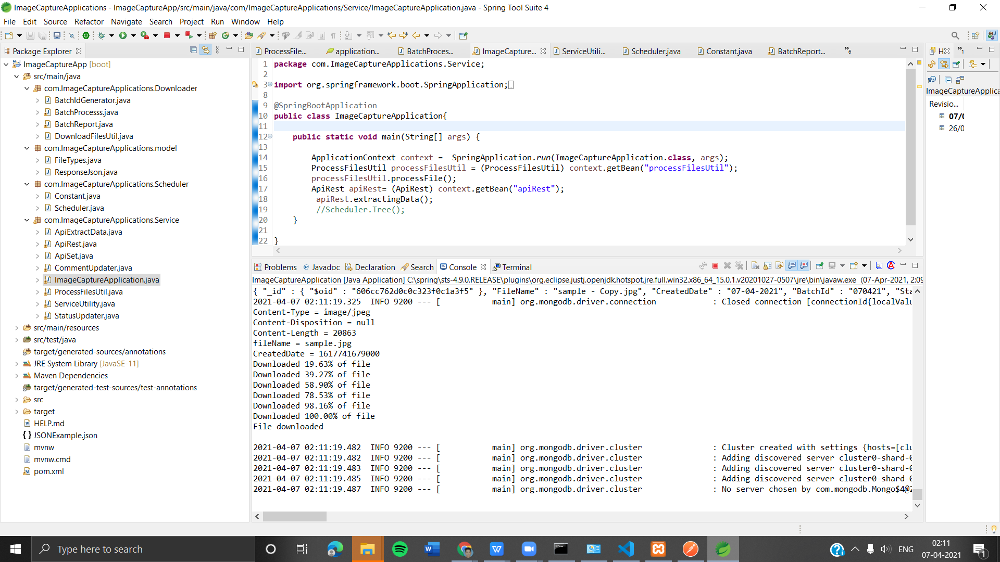 ImageCaptureApplications - ImageCaptureApp/src/main/java/com/ImageCaptureApplications/Service/ImageCaptureApplication.java - Spring Tool Suite 4
File Edit Source Refactor Navigate Search Project Run Window Help
Package Explorer
ImageCaptureApp [boot]
src/main/java
com.ImageCaptureApplications.Downloader
BatchIdGenerator.java
BatchProcesss.java
BatchReport.java
DownloadFilesUtil.java
com.ImageCaptureApplications.model
FileTypes.java
ResponseJson.java
com.ImageCaptureApplications.Scheduler
Constant.java
Scheduler.java
com.ImageCaptureApplications.Service
ApiExtractData.java
ApiRest.java
ApiSet.java
CommentUpdater.java
ImageCaptureApplication.java
ProcessFilesUtil.java
ServiceUtility.java
StatusUpdater.java
src/main/resources
src/test/java
target/generated-sources/annotations
JRE System Library [JavaSE-11]
Maven Dependencies
target/generated-test-sources/test-annotations
src
target
HELP.md
JSONExample.json
mvnw
mvnw.cmd
pom.xml
ProcessFile... application... BatchProces... ImageCapture... ServiceUtili... Scheduler.java Constant.java BatchReport... »6
1 package com.ImageCaptureApplications.Service;
2
3 import org.springframework.boot.SpringApplication;
8
9 @SpringBootApplication
10 public class ImageCaptureApplication{
11
12 public static void main(String[] args) {
13
14 ApplicationContext context =  SpringApplication.run(ImageCaptureApplication.class, args);
15 ProcessFilesUtil processFilesUtil = (ProcessFilesUtil) context.getBean("processFilesUtil");
16 processFilesUtil.processFile();
17 ApiRest apiRest= (ApiRest) context.getBean("apiRest");
18 apiRest.extractingData();
19 //Scheduler.Tree();
20 }
21
22 }
Problems @ Javadoc Declaration Search Console Terminal
ImageCaptureApplication [Java Application] C:\spring\sts-4.9.0.RELEASE\plugins\org.eclipse.justj.openjdk.hotspot.jre.full.win32.x86_64_15.0.1.v20201027-0507\jre\bin\javaw.exe (07-Apr-2021, 2:09
{ "_id" : { "$oid" : "606cc762d0c0c323f0c1a3f5" }, "FileName" : "sample - Copy.jpg", "CreatedDate" : "07-04-2021", "BatchId" : "070421", "Sta
2021-04-07 02:11:19.325  INFO 9200 --- [           main] org.mongodb.driver.connection            : Closed connection [connectionId{localValu
Content-Type = image/jpeg
Content-Disposition = null
Content-Length = 20863
fileName = sample.jpg
CreatedDate = 1617741679000
Downloaded 19.63% of file
Downloaded 39.27% of file
Downloaded 58.90% of file
Downloaded 78.53% of file
Downloaded 98.16% of file
Downloaded 100.00% of file
File downloaded
2021-04-07 02:11:19.482  INFO 9200 --- [           main] org.mongodb.driver.cluster               : Cluster created with settings {hosts=[clu
2021-04-07 02:11:19.482  INFO 9200 --- [           main] org.mongodb.driver.cluster               : Adding discovered server cluster0-shard-0
2021-04-07 02:11:19.483  INFO 9200 --- [           main] org.mongodb.driver.cluster               : Adding discovered server cluster0-shard-0
2021-04-07 02:11:19.485  INFO 9200 --- [           main] org.mongodb.driver.cluster               : Adding discovered server cluster0-shard-0
2021-04-07 02:11:19.487  INFO 9200 --- [           main] org.mongodb.driver.cluster               : No server chosen by com.mongodb.Mongo$4@2
H »1
ImageCaptureApplica
Revisio...
07/0
26/0
Type here to search
ENG
02:11
07-04-2021
1